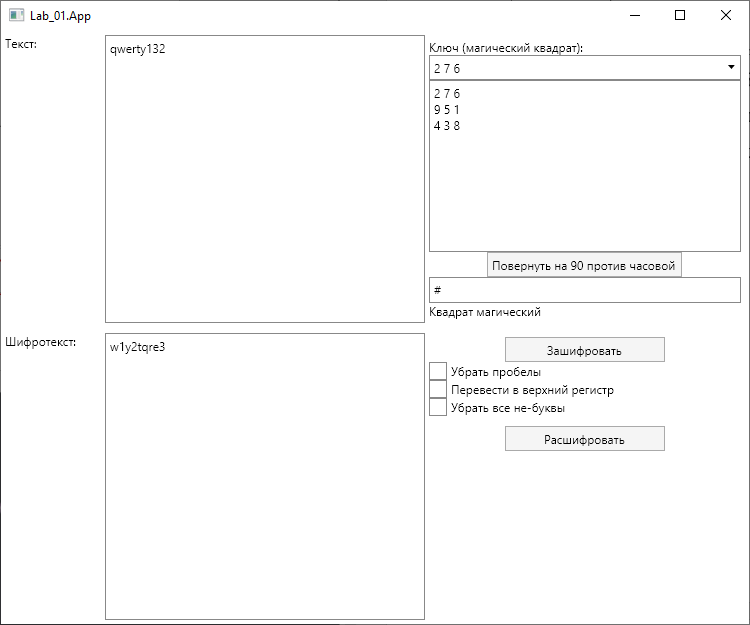 Lab_01.App
Текст:
qwerty132
Ключ (магический квадрат):
2 7 6
2 7 6
9 5 1
4 3 8
Повернуть на 90 против часовой
#
Квадрат магический
Шифротекст:
w1y2tqre3
Зашифровать
Убрать пробелы
Перевести в верхний регистр
Убрать все не-буквы
Расшифровать